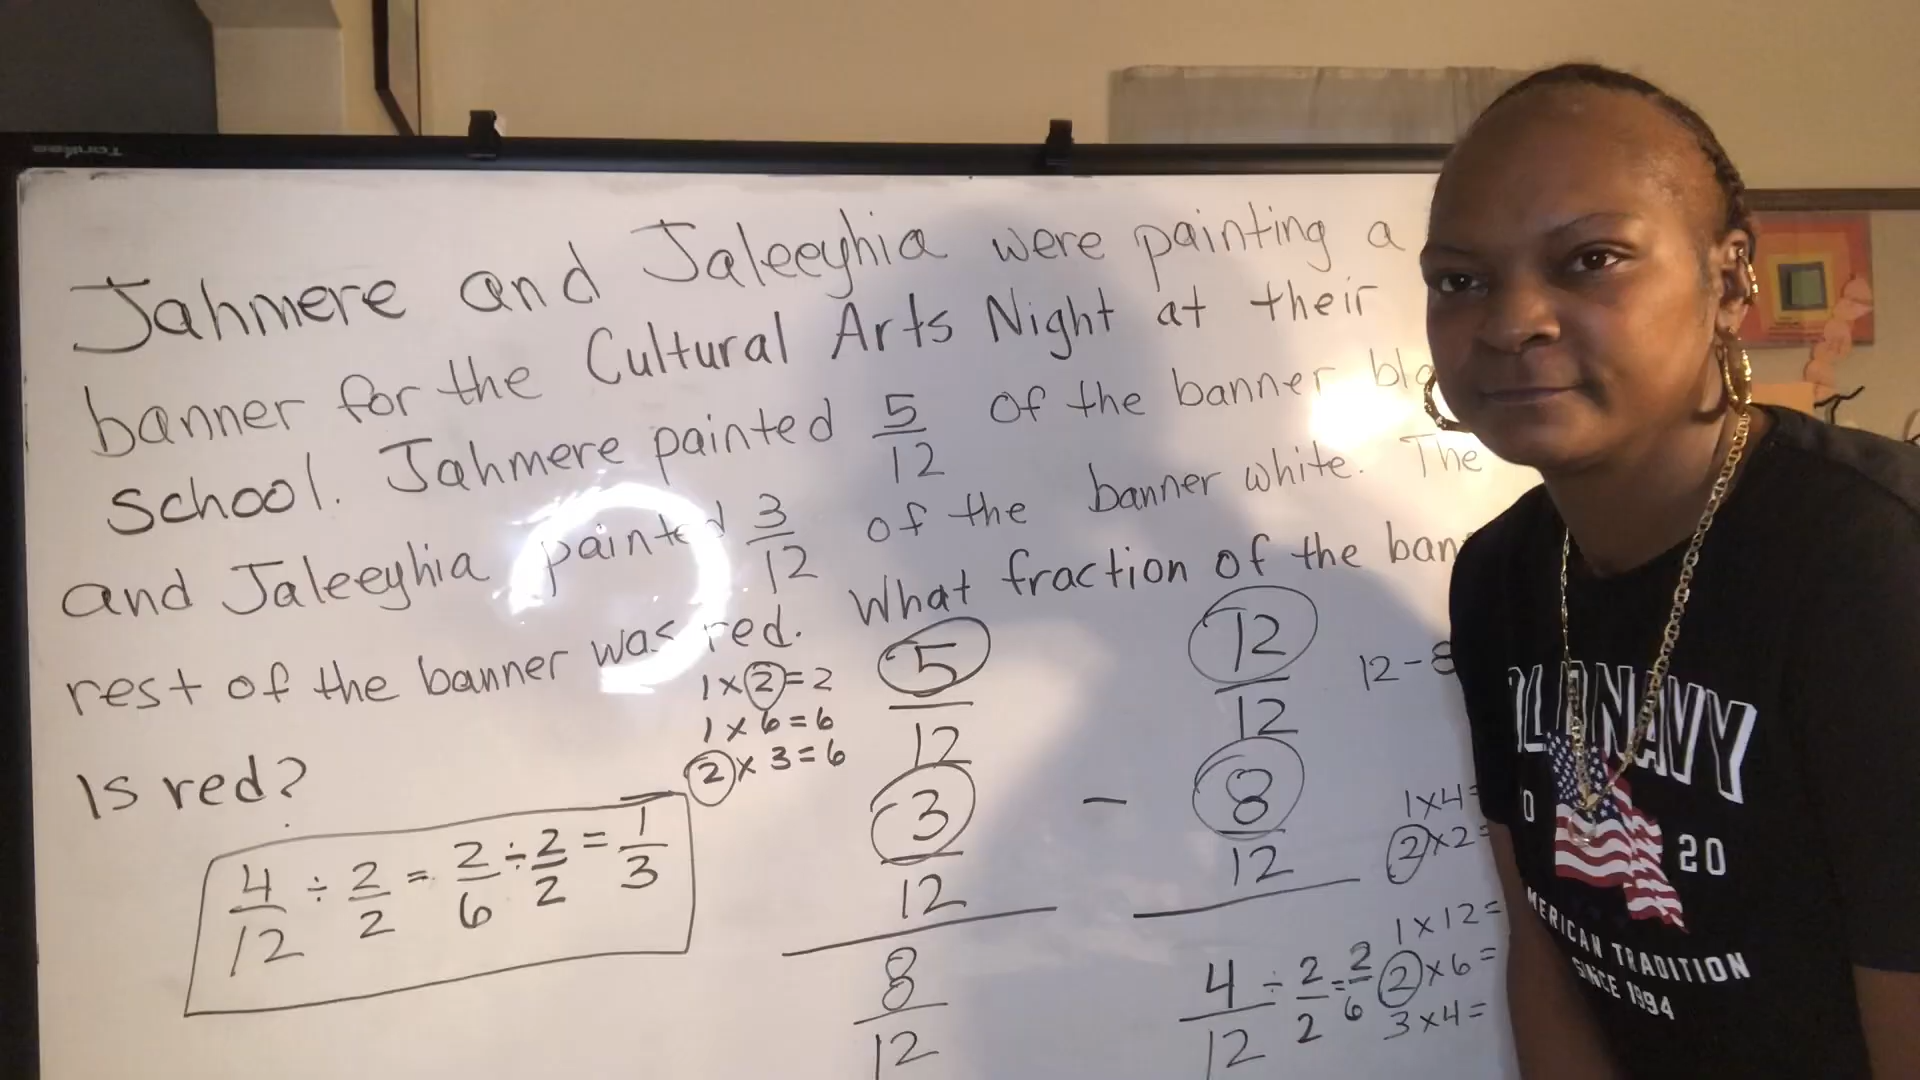 Jahmere and Jaleeyhia were painting a
banner for the Cultural Arts Night at their
school. Jahmere painted 5/12 of the banner
and Jaleeyhia painted 3/12 of the banner white. The
rest of the banner was red. What fraction of the
Is red?
1 x 2 = 2
1 x 6 = 6
2 x 3 = 6
4/12 ÷ 2/2 = 2/6 ÷ 2/2 = 1/3
5/12
3/12
8/12
12/12
- 8/12
4/12 ÷ 2/2 = 2/6
12 - 8
1 x 4 =
2 x 2 =
1 x 12 =
2 x 6 =
3 x 4 =
OLD NAVY
20
AMERICAN TRADITION
SINCE 1994